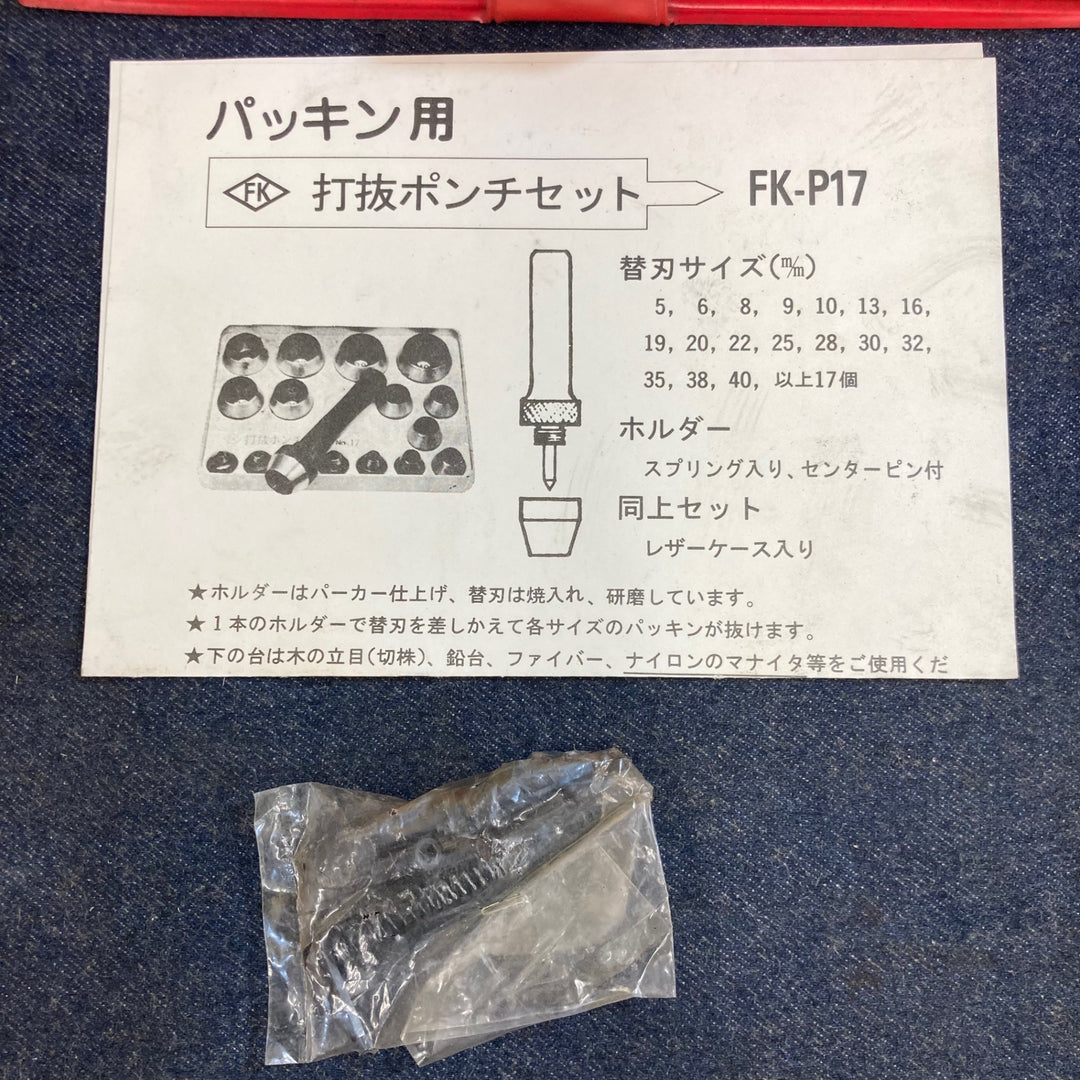 パッキン用
FK 打抜ポンチセット FK-P17
替刃サイズ(㎜)
5, 6, 8, 9, 10, 13, 16,
19, 20, 22, 25, 28, 30, 32,
35, 38, 40, 以上17個
ホルダー
スプリング入り、センターピン付
同上セット
レザーケース入り
打抜ポン
No.17
★ホルダーはパーカー仕上げ、替刃は焼入れ、研磨しています。
★1本のホルダーで替刃を差しかえて各サイズのパッキンが抜けます。
★下の台は木の立目(切株)、鉛台、ファイバー、ナイロンのマナイタ等をご使用くだ